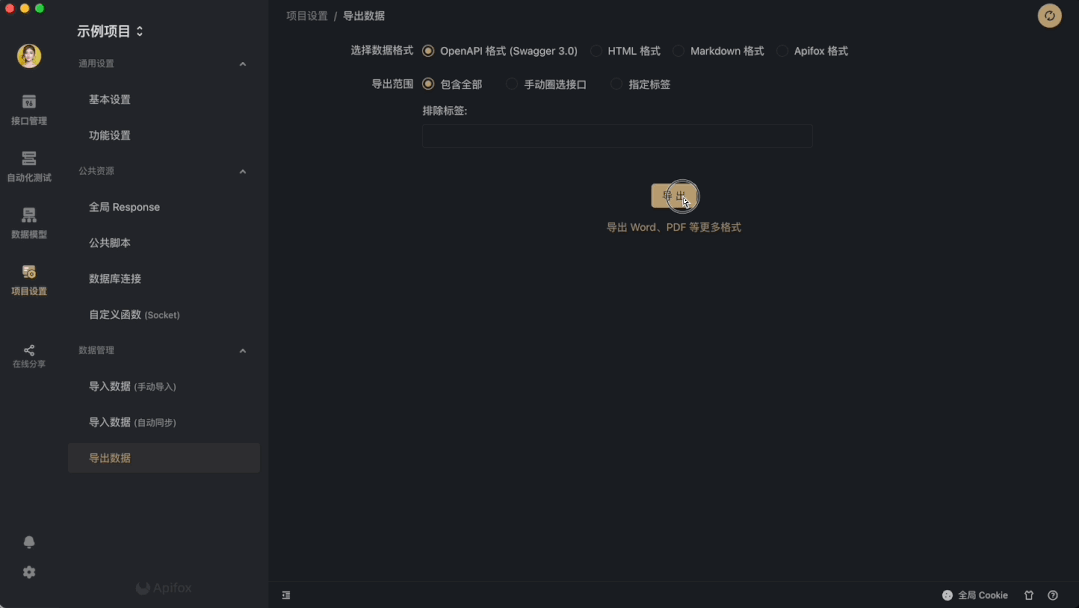 示例项目
通用设置
基本设置
功能设置
公共资源
全局 Response
公共脚本
数据库连接
自定义函数 (Socket)
数据管理
导入数据 (手动导入)
导入数据 (自动同步)
导出数据
Apifox
接口管理
自动化测试
数据模型
项目设置
在线分享
项目设置 / 导出数据
选择数据格式 OpenAPI 格式 (Swagger 3.0) HTML 格式 Markdown 格式 Apifox 格式
导出范围 包含全部 手动圈选接口 指定标签
排除标签:
导出
导出 Word、PDF 等更多格式
全局 Cookie